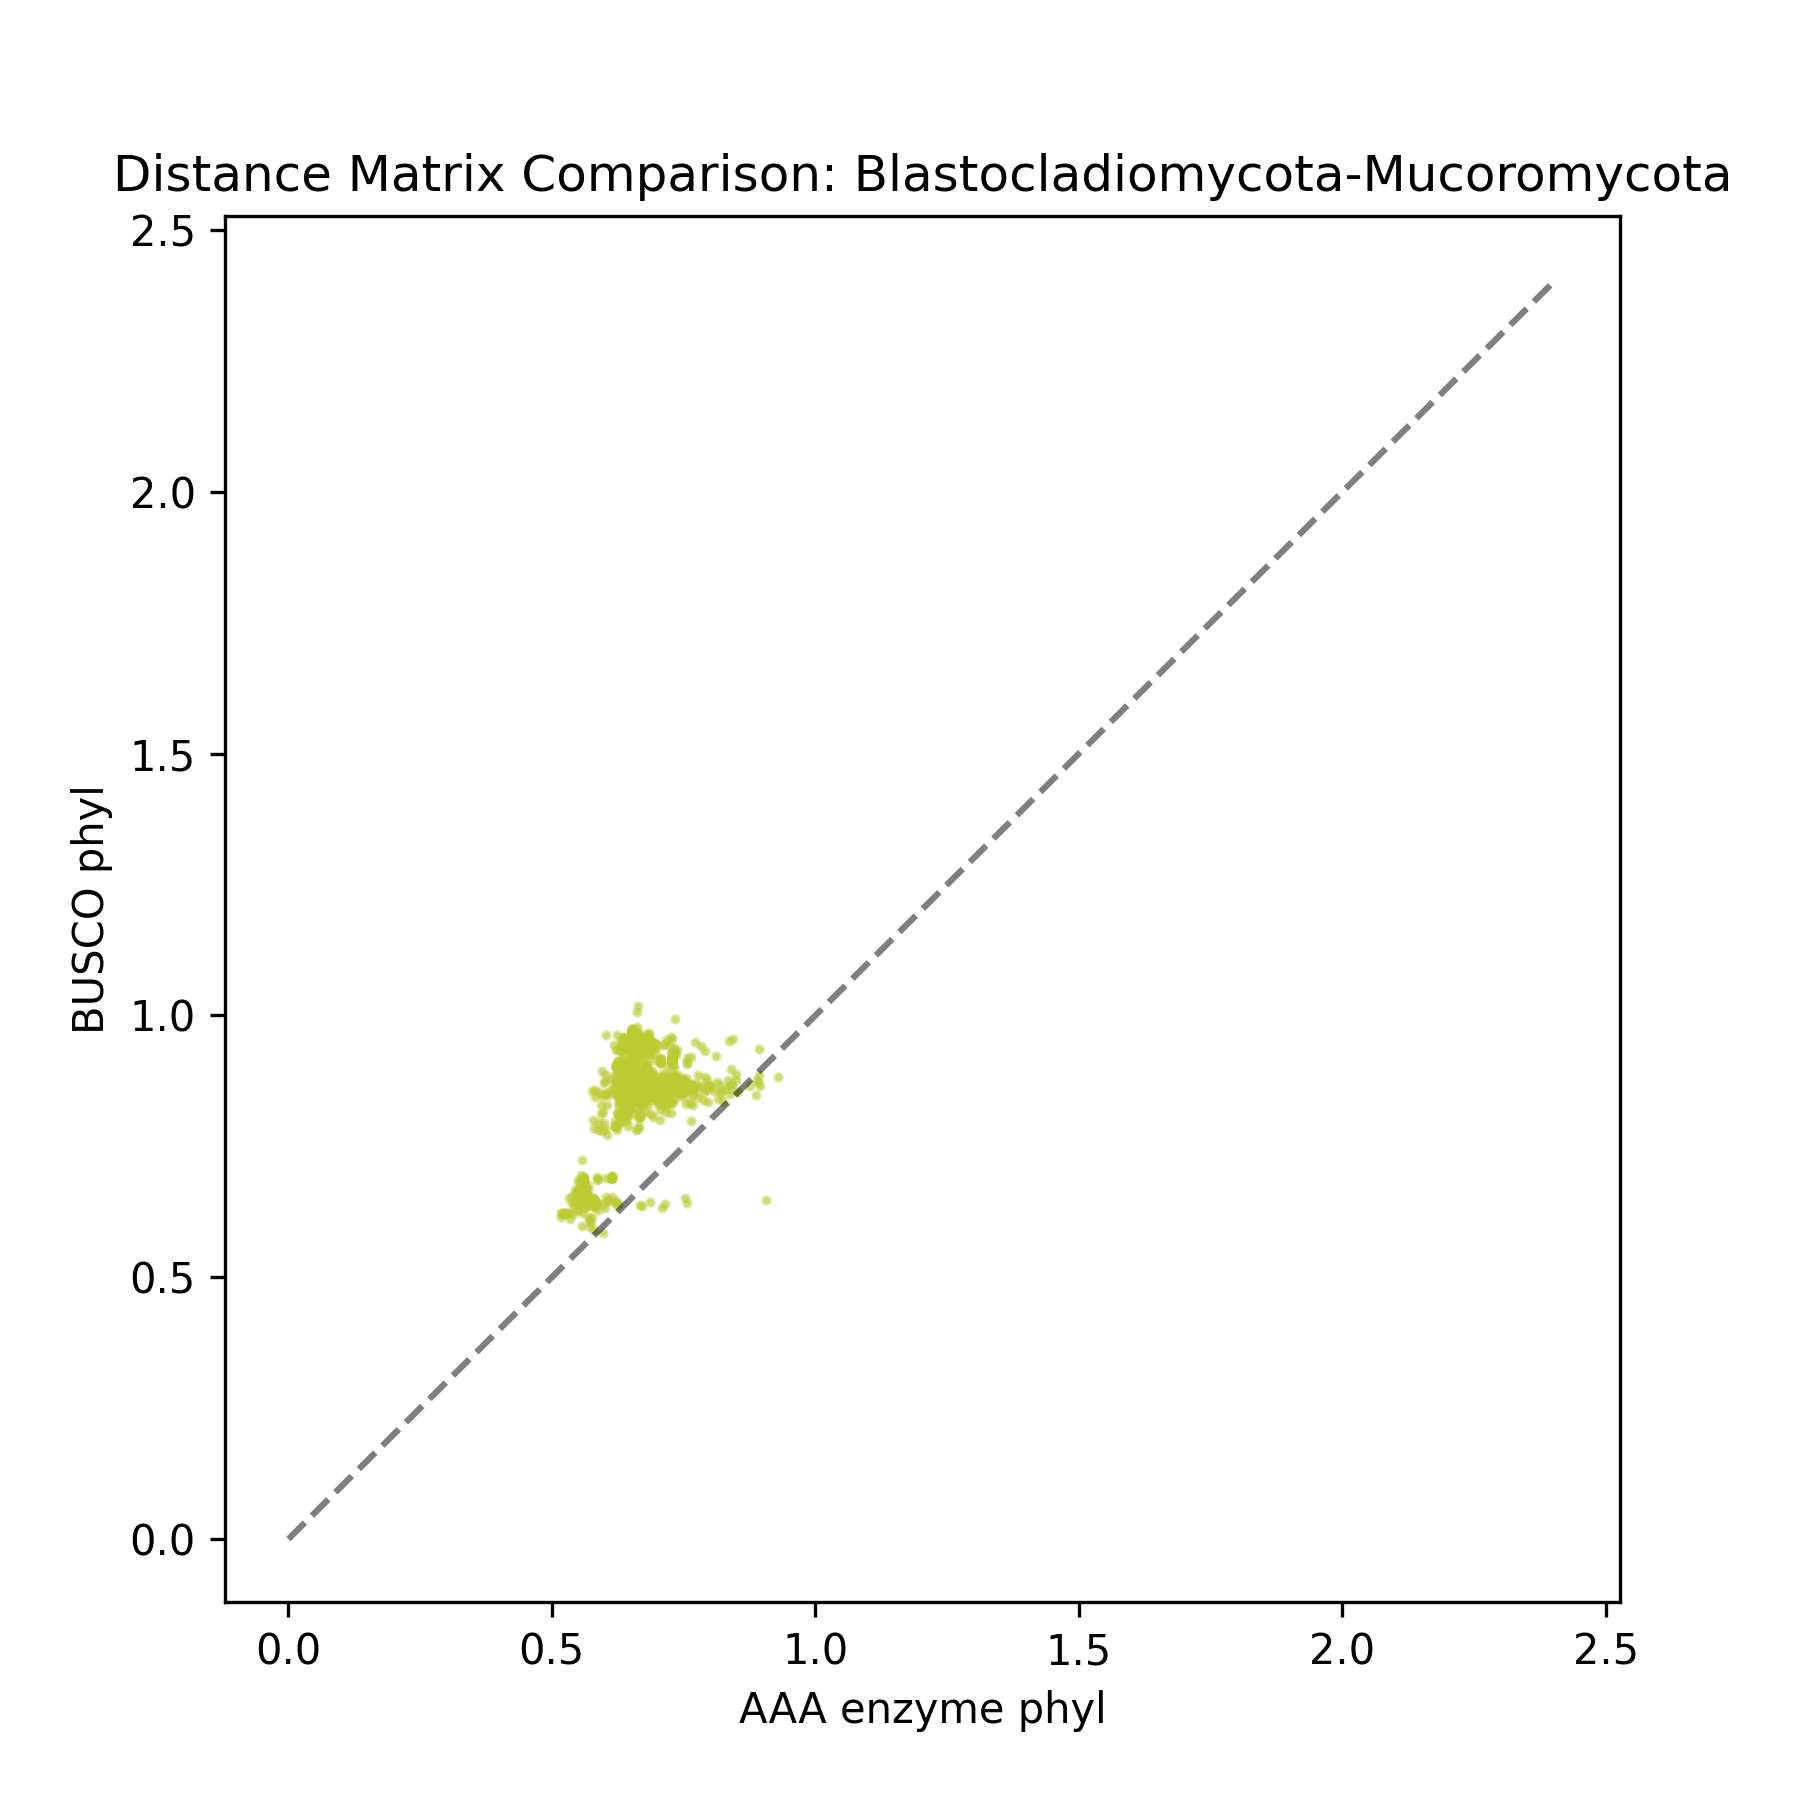 Distance Matrix Comparison: Blastocladiomycota-Mucoromycota
2.5
2.0
1.5
1.0
0.5
0.0
BUSCO phyl
0.0 0.5 1.0 1.5 2.0 2.5
AAA enzyme phyl